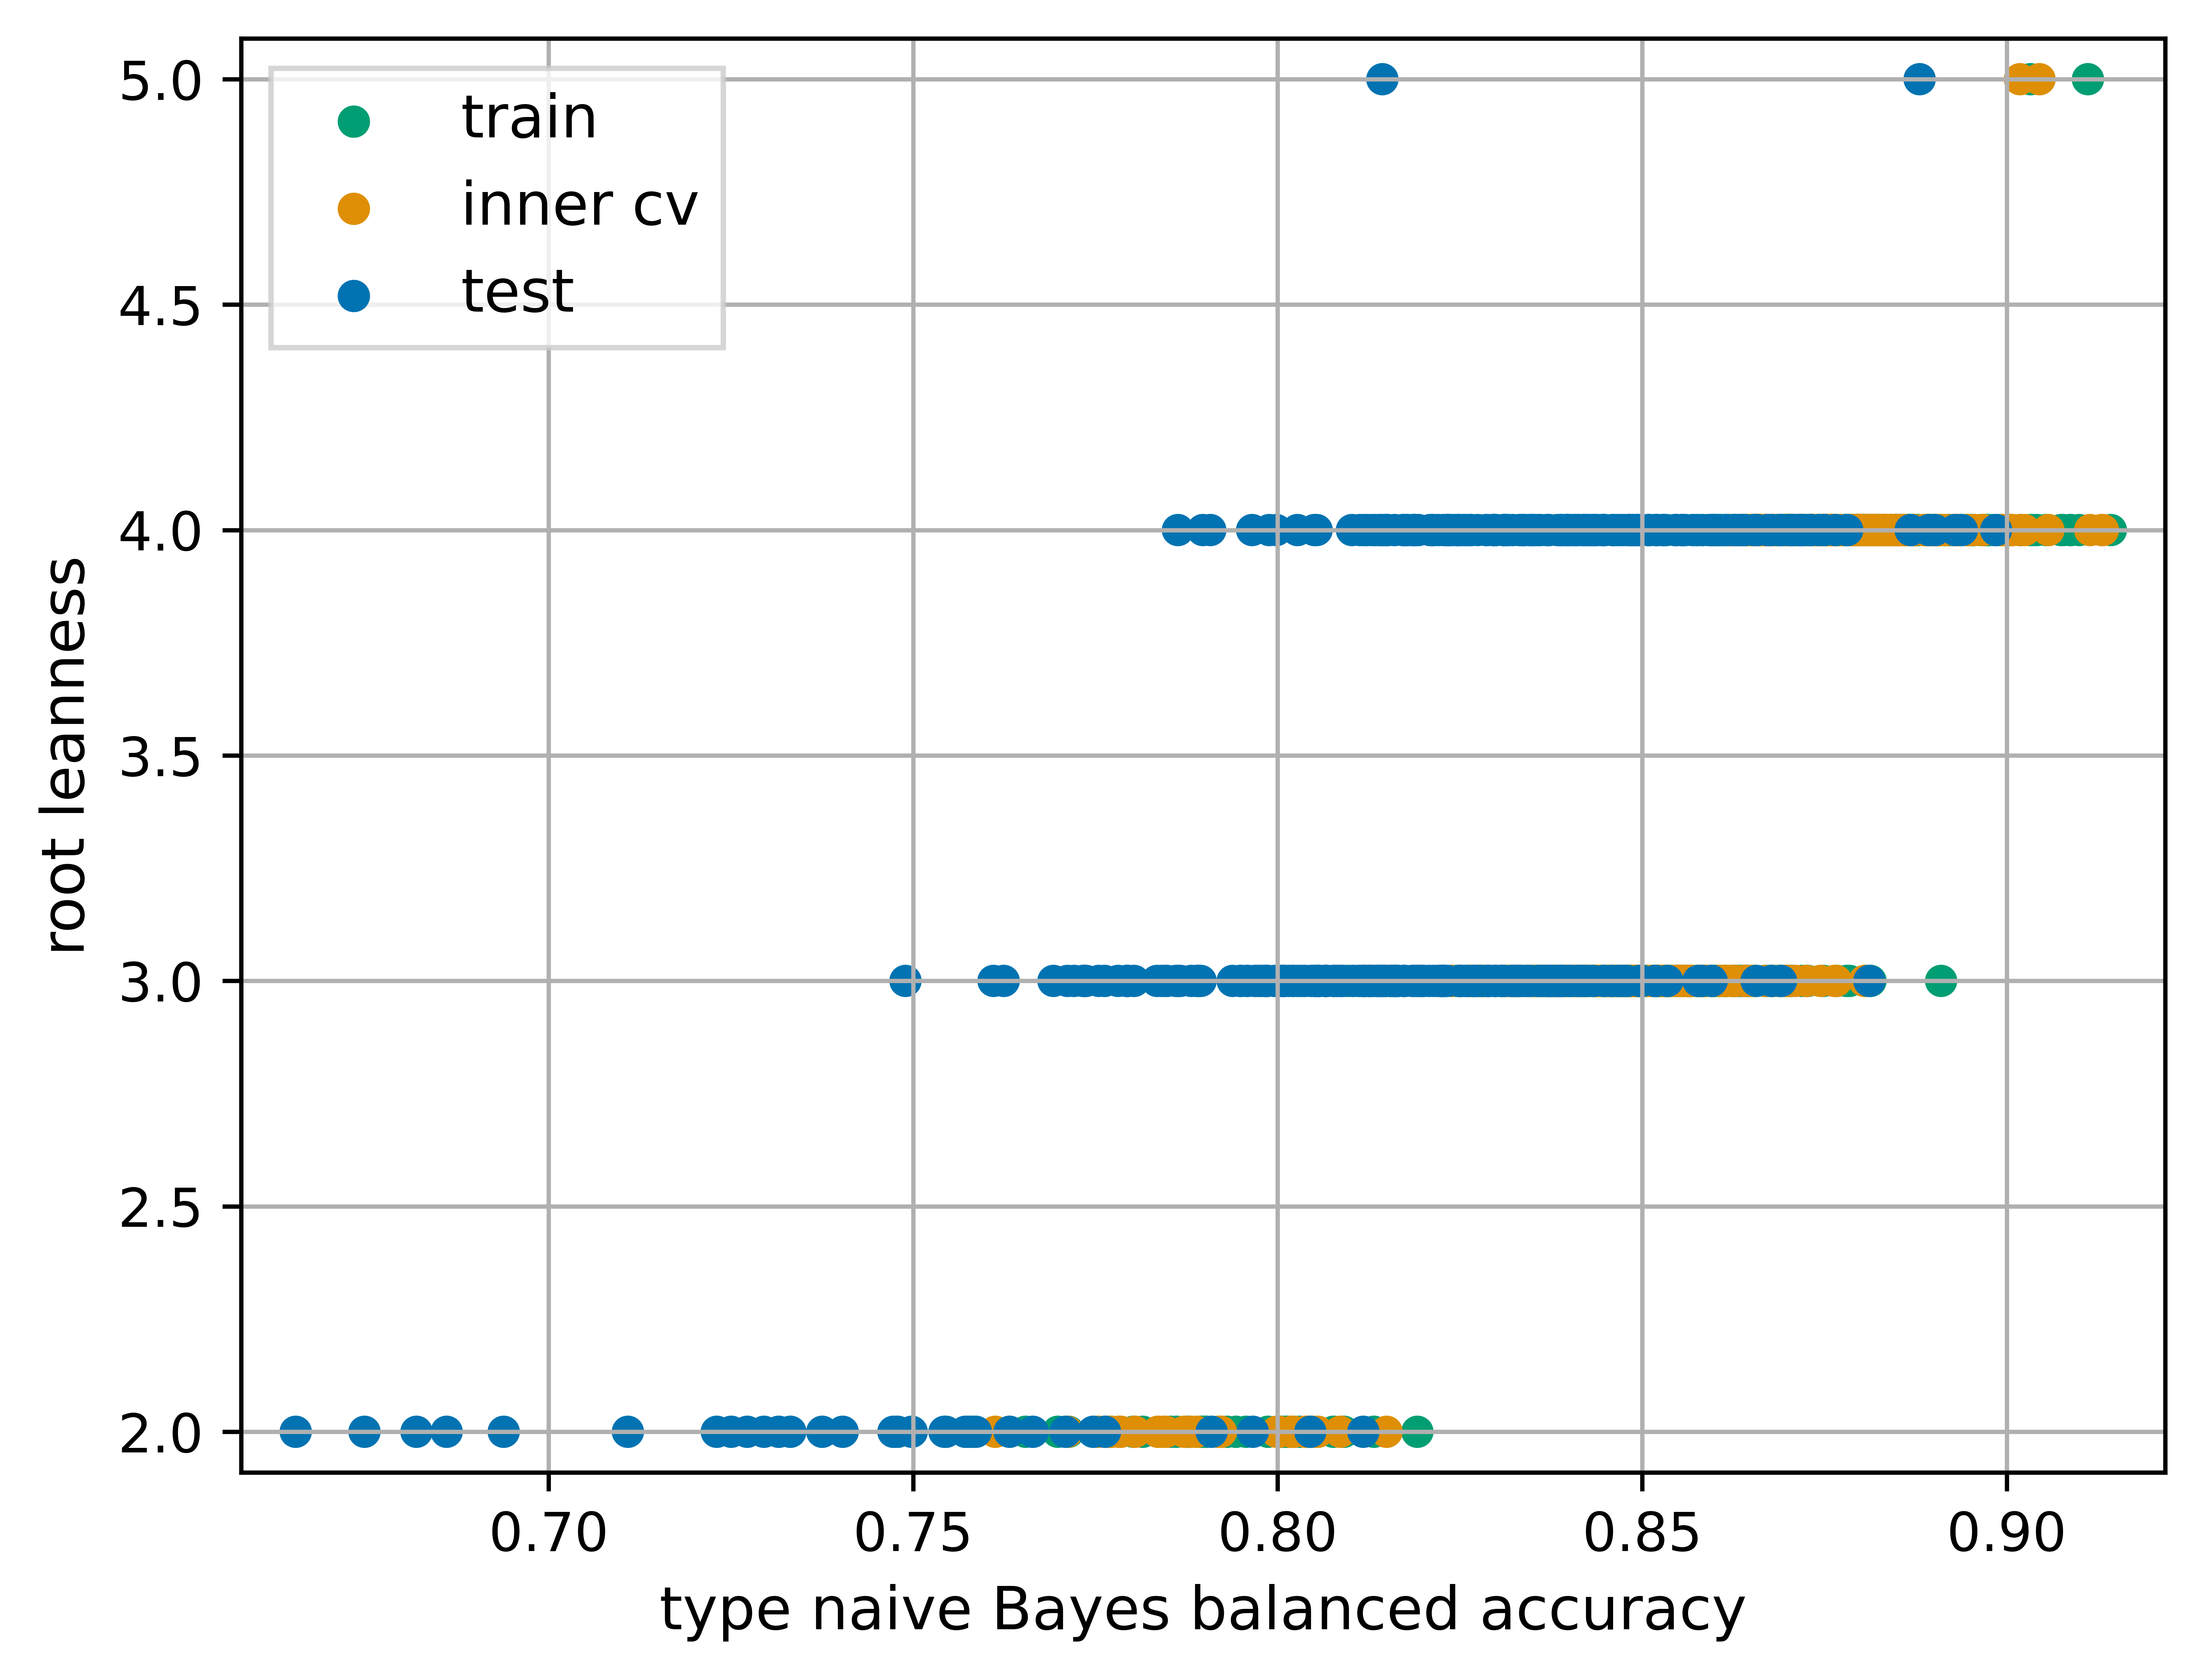 train
inner cv
test
root leanness
5.0
4.5
4.0
3.5
3.0
2.5
2.0
0.70 0.75 0.80 0.85 0.90
type naive Bayes balanced accuracy